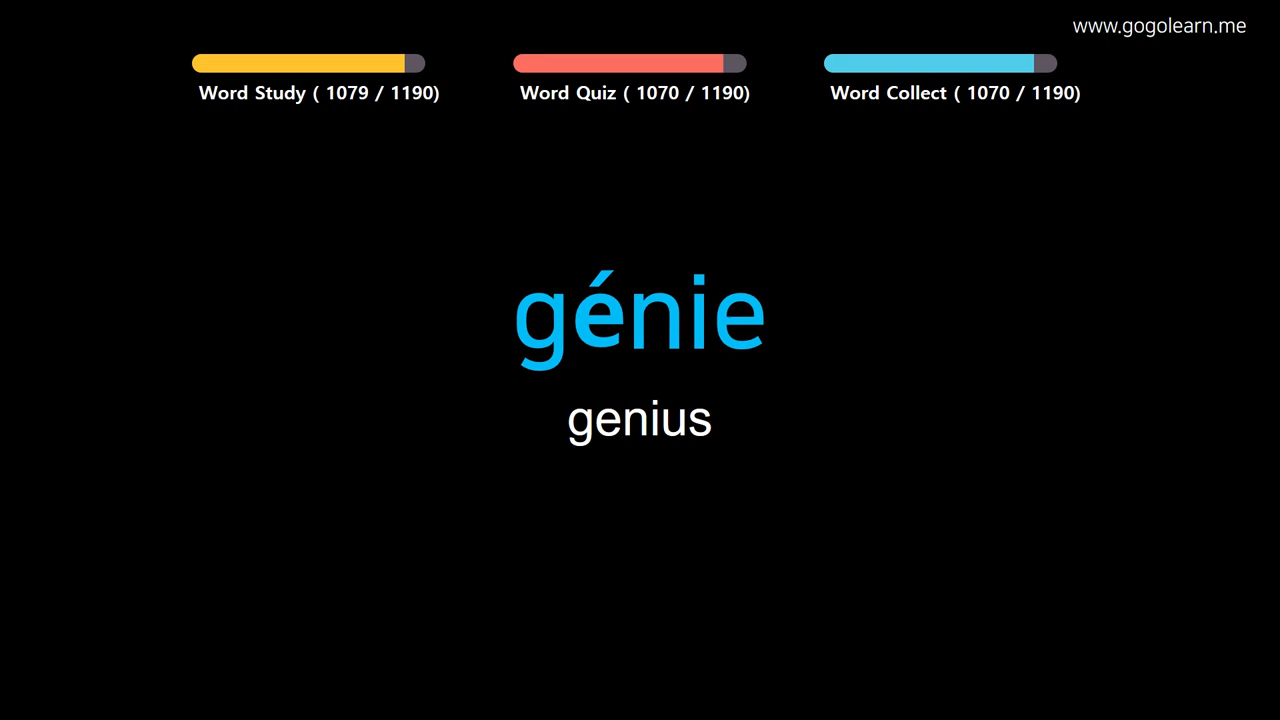 www.gogolearn.me
Word Study ( 1079 / 1190)
Word Quiz ( 1070 / 1190)
Word Collect ( 1070 / 1190)
génie
genius